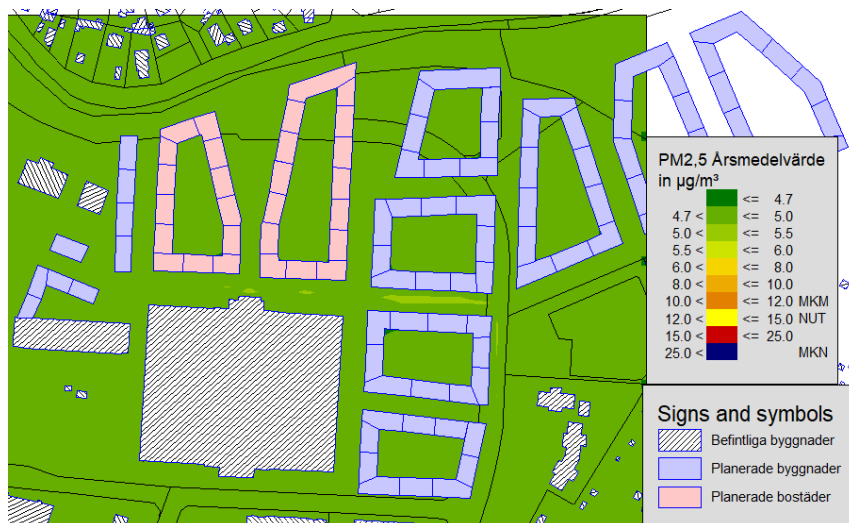 PM2,5 Årsmedelvärde
in µg/m³
<= 4.7
4.7 < <= 5.0
5.0 < <= 5.5
5.5 < <= 6.0
6.0 < <= 8.0
8.0 < <= 10.0
10.0 < <= 12.0 MKM
12.0 < <= 15.0 NUT
15.0 < <= 25.0
25.0 < MKN
Signs and symbols
Befintliga byggnader
Planerade byggnader
Planerade bostäder